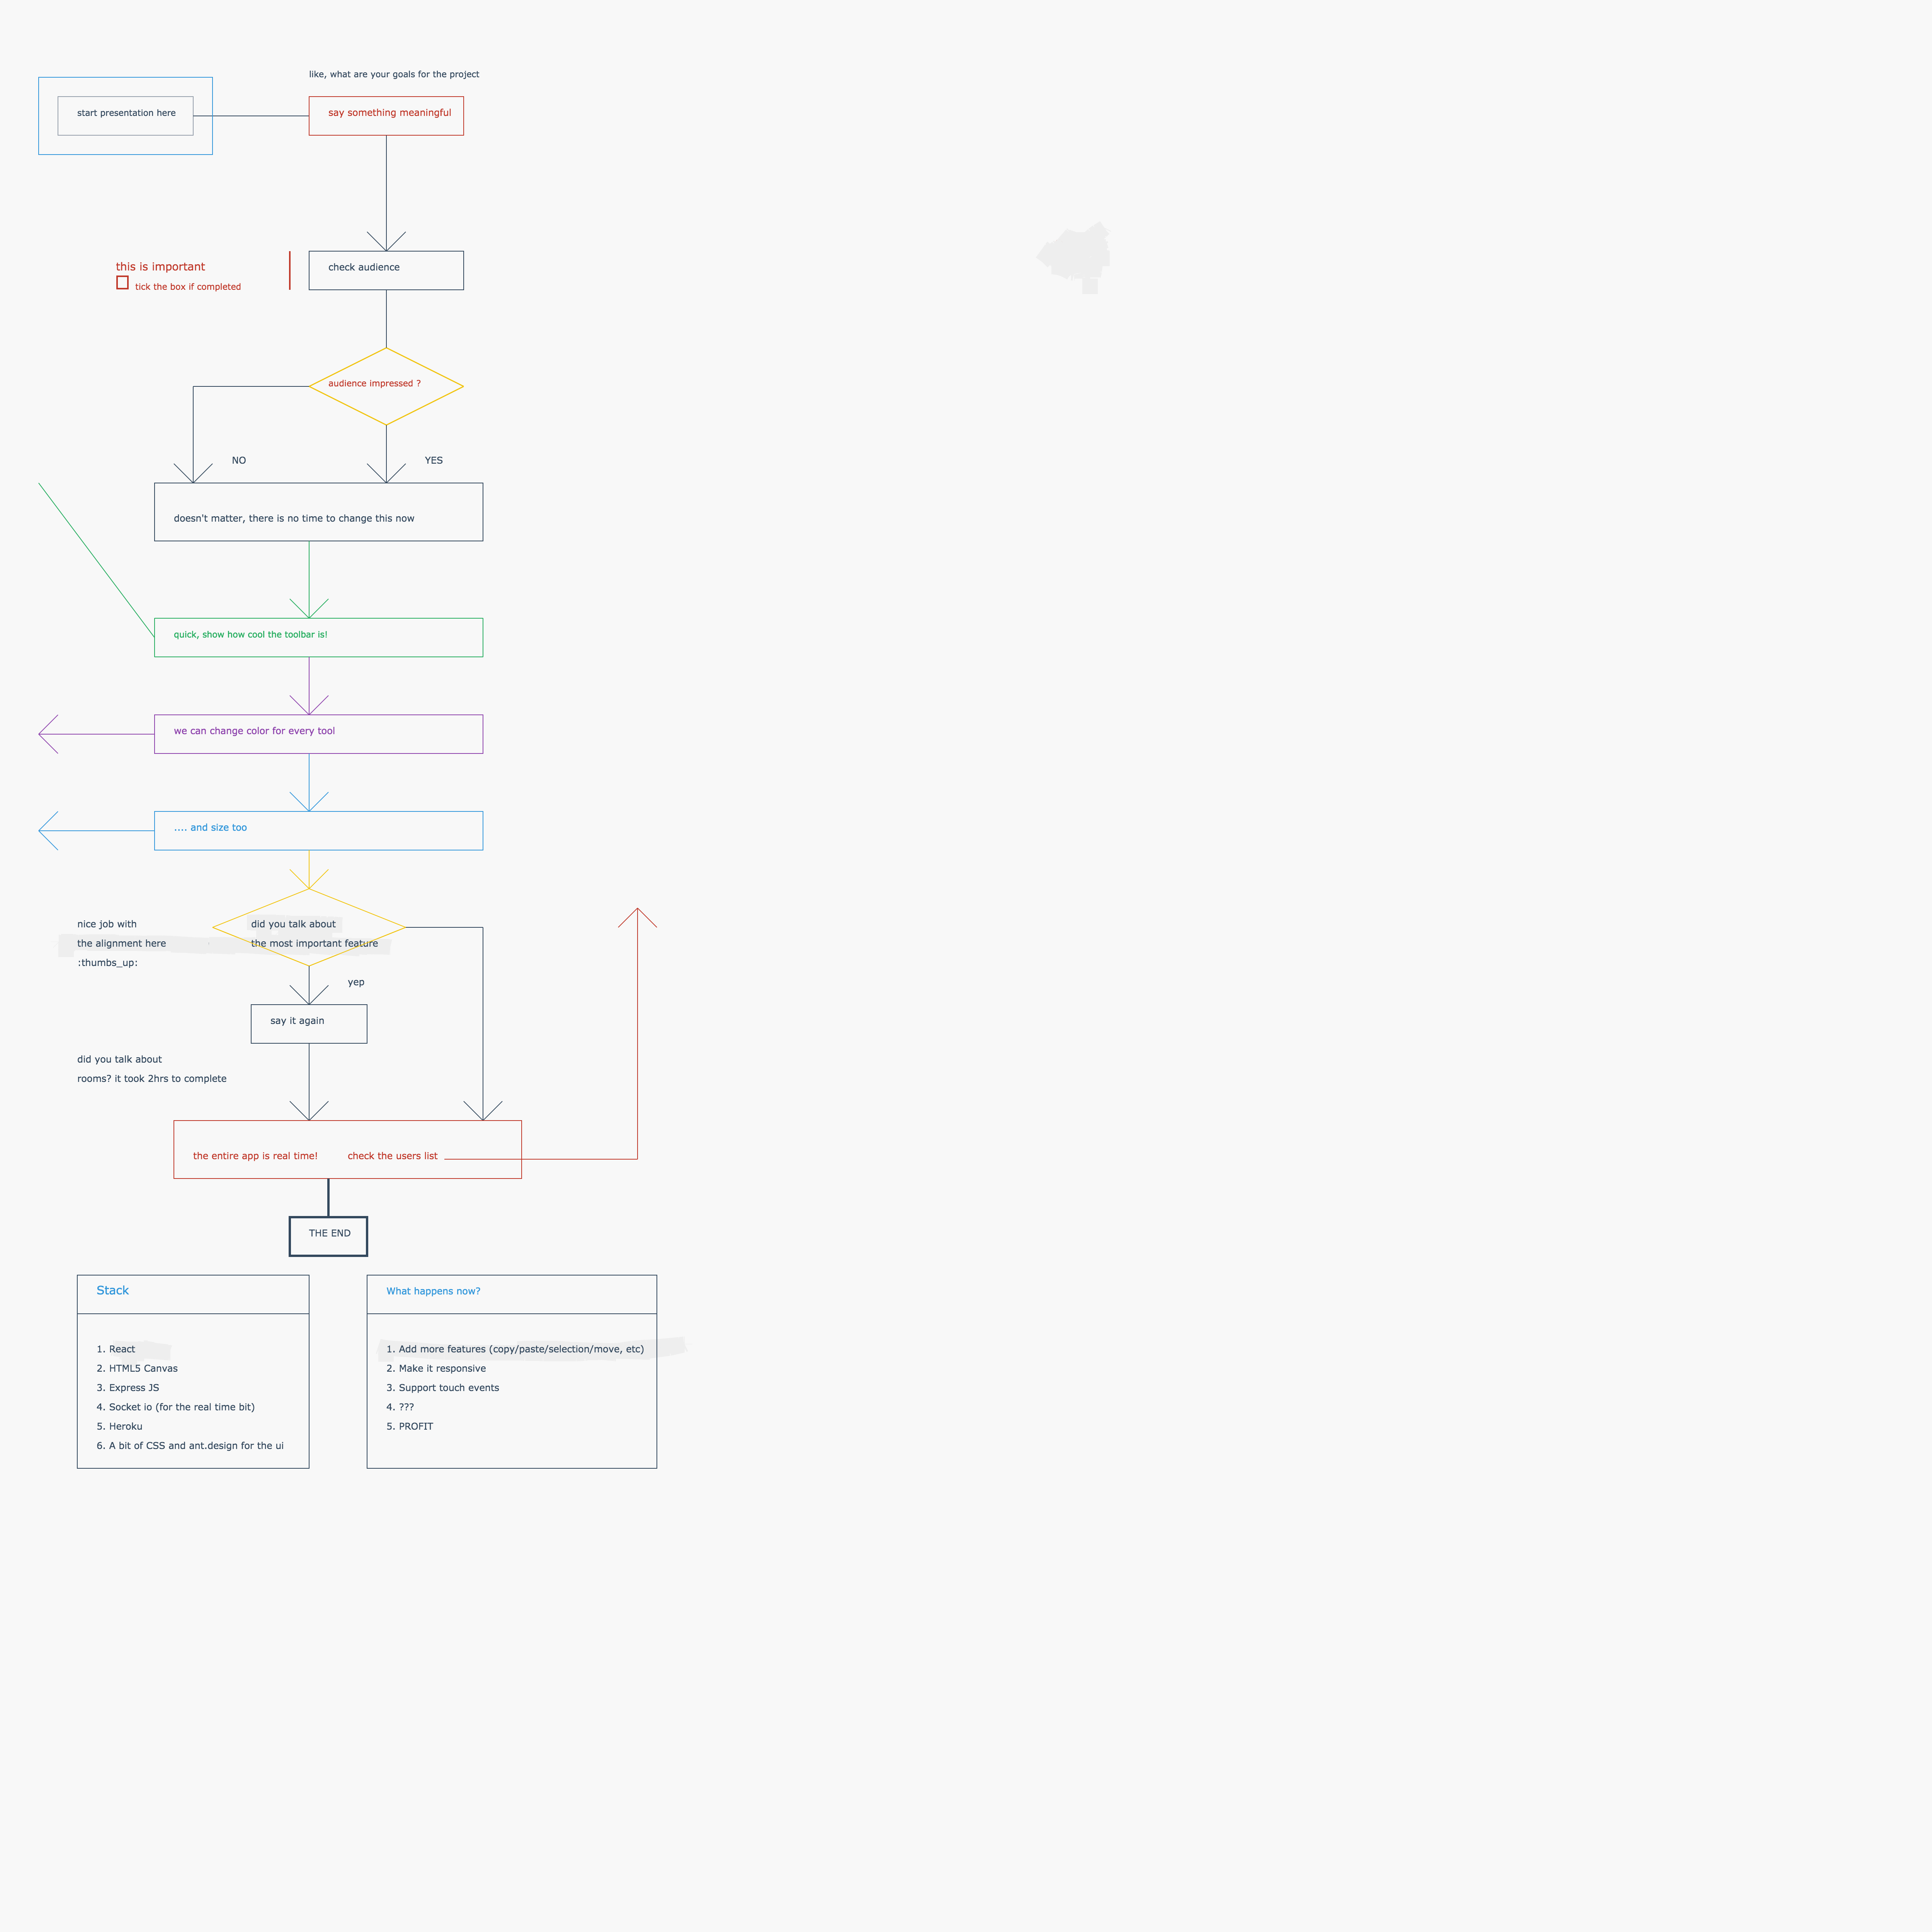 like, what are your goals for the project
start presentation here
say something meaningful
this is important
check audience
tick the box if completed
audience impressed ?
NO
YES
doesn't matter, there is no time to change this now
quick, show how cool the toolbar is!
we can change color for every tool
.... and size too
nice job with
the alignment here
:thumbs_up:
did you talk about
the most important feature
yep
say it again
did you talk about
rooms? it took 2hrs to complete
the entire app is real time!
check the users list
THE END
Stack
1. React
2. HTML5 Canvas
3. Express JS
4. Socket io (for the real time bit)
5. Heroku
6. A bit of CSS and ant.design for the ui
What happens now?
1. Add more features (copy/paste/selection/move, etc)
2. Make it responsive
3. Support touch events
4. ???
5. PROFIT